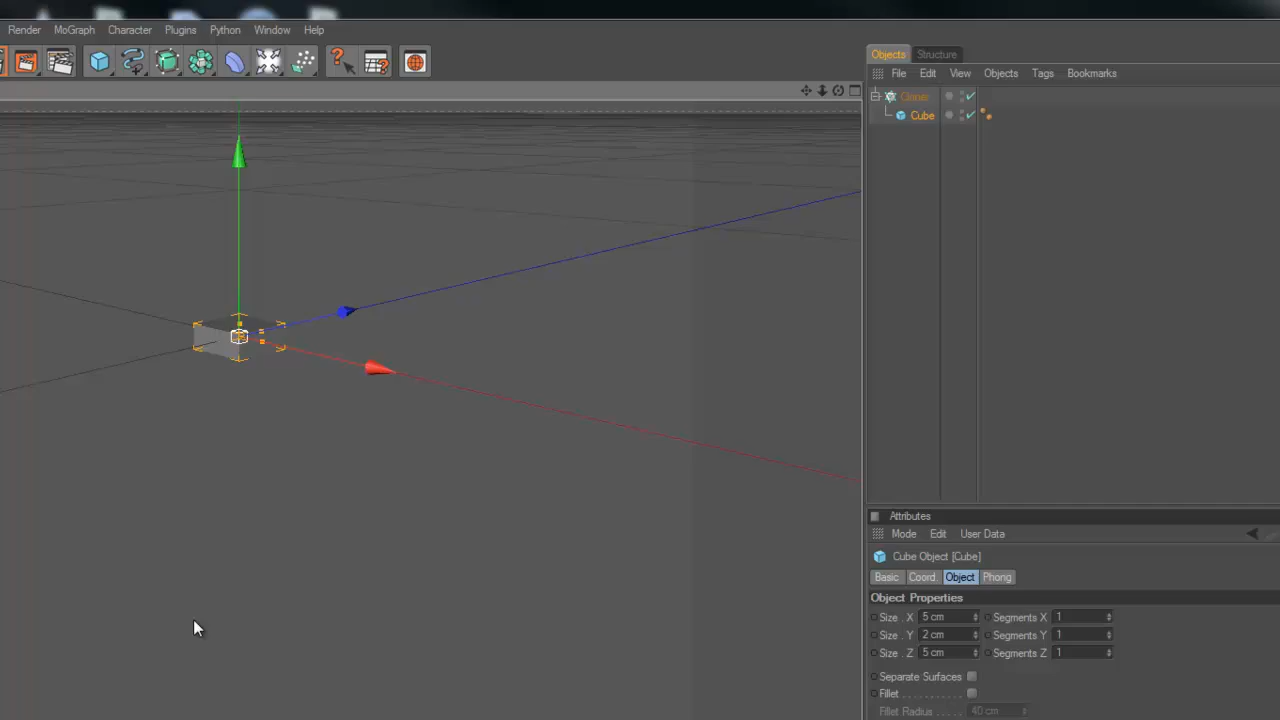 Render MoGraph Character Plugins Python Window Help
Objects Structure
File Edit View Objects Tags Bookmarks
Cloner
Cube
Attributes
Mode Edit User Data
Cube Object [Cube]
Basic Coord. Object Phong
Object Properties
Size . X 5 cm Segments X 1
Size . Y 2 cm Segments Y 1
Size . Z 5 cm Segments Z 1
Separate Surfaces
Fillet . . . . . . . . . .
Fillet Radius . . . . . 40 cm